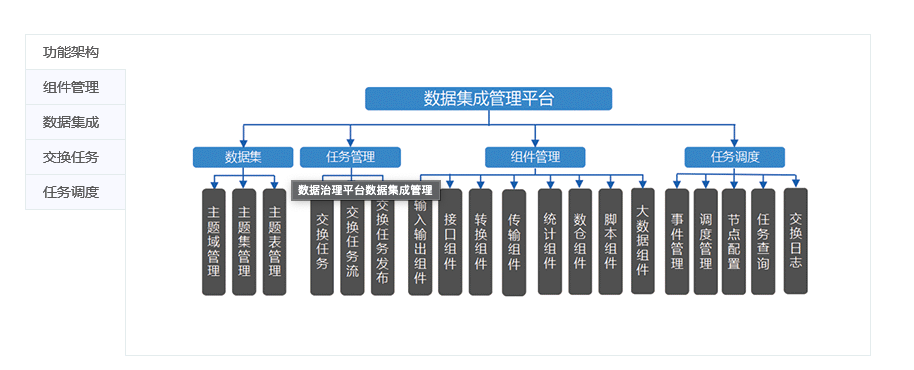 功能架构
组件管理
数据集成
交换任务
任务调度
数据集成管理平台
数据集
任务管理
组件管理
任务调度
数据治理平台数据集成管理
主题域管理
主题集管理
主题表管理
交换任务
交换任务流
交换任务发布
输入输出组件
接口组件
转换组件
传输组件
统计组件
数仓组件
脚本组件
大数据组件
事件管理
调度管理
节点配置
任务查询
交换日志